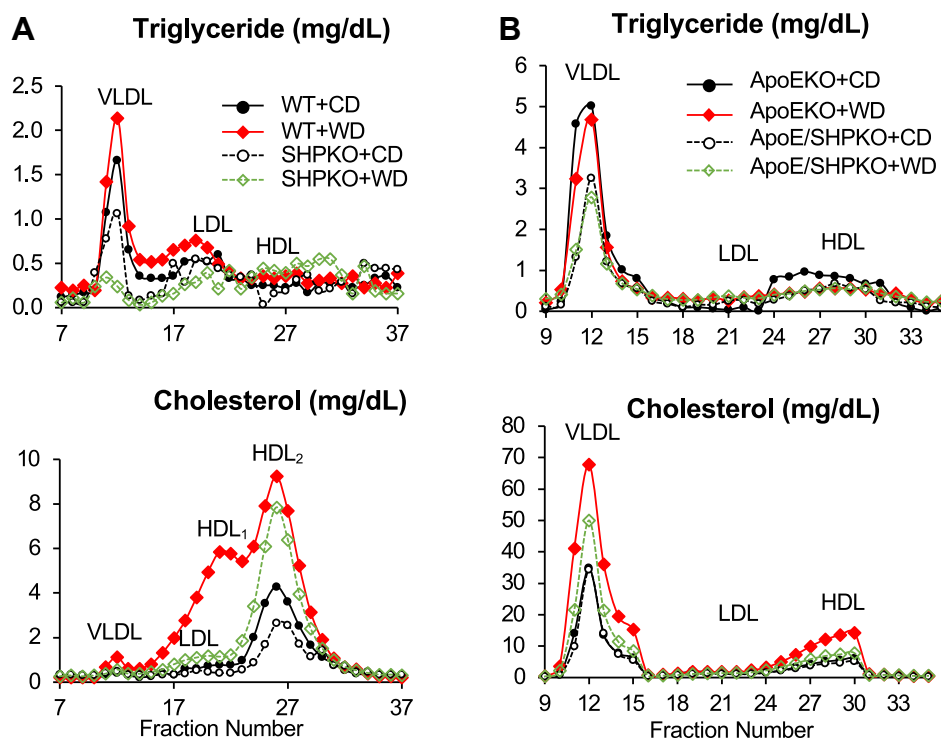 A
Triglyceride (mg/dL)
2.5
2.0
1.5
1.0
0.5
0.0
7 17 27 37
VLDL
LDL
HDL
WT+CD
WT+WD
SHPKO+CD
SHPKO+WD
B
Triglyceride (mg/dL)
6
5
4
3
2
1
0
9 12 15 18 21 24 27 30 33
VLDL
LDL
HDL
ApoEKO+CD
ApoEKO+WD
ApoE/SHPKO+CD
ApoE/SHPKO+WD
Cholesterol (mg/dL)
10
8
6
4
2
0
7 17 27 37
VLDL
LDL
HDL₁
HDL₂
Fraction Number
Cholesterol (mg/dL)
80
70
60
50
40
30
20
10
0
9 12 15 18 21 24 27 30 33
VLDL
LDL
HDL
Fraction Number